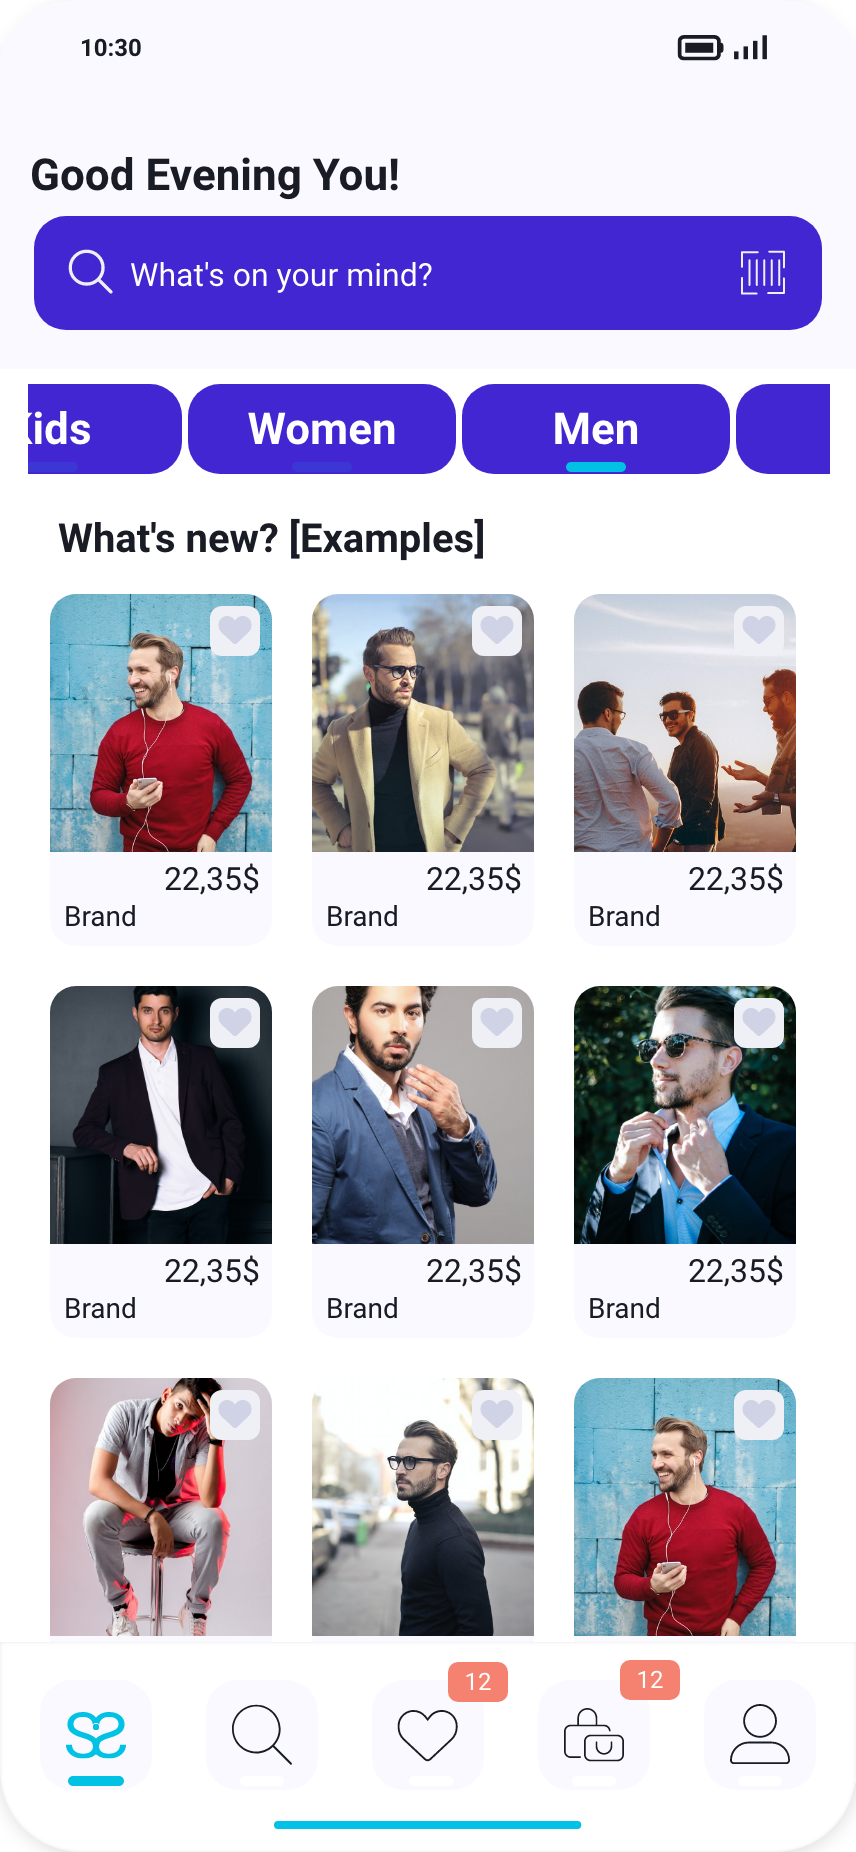 10:30
Good Evening You!
What's on your mind?
Kids Women Men
What's new? [Examples]
22,35$ 22,35$ 22,35$
Brand Brand Brand
22,35$ 22,35$ 22,35$
Brand Brand Brand
12 12